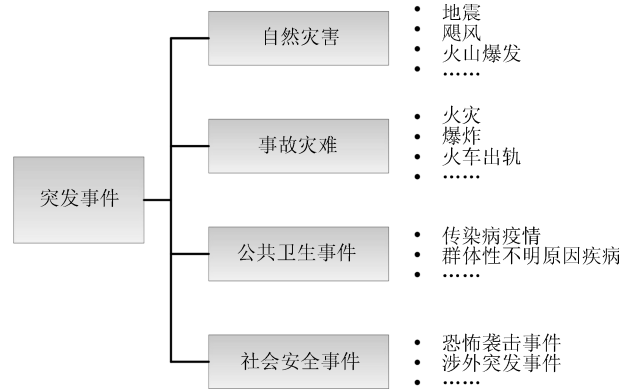 突发事件
自然灾害
地震
飓风
火山爆发
……
事故灾难
火灾
爆炸
火车出轨
……
公共卫生事件
传染病疫情
群体性不明原因疾病
……
社会安全事件
恐怖袭击事件
涉外突发事件
……